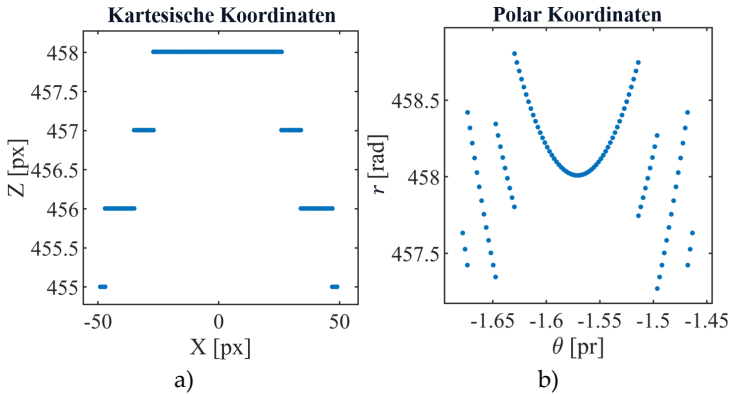 Kartesische Koordinaten
458
457.5
457
456.5
456
455.5
455
Z [px]
-50 0 50
X [px]
a)
Polar Koordinaten
458.5
458
457.5
r [rad]
-1.65 -1.6 -1.55 -1.5 -1.45
θ [pr]
b)